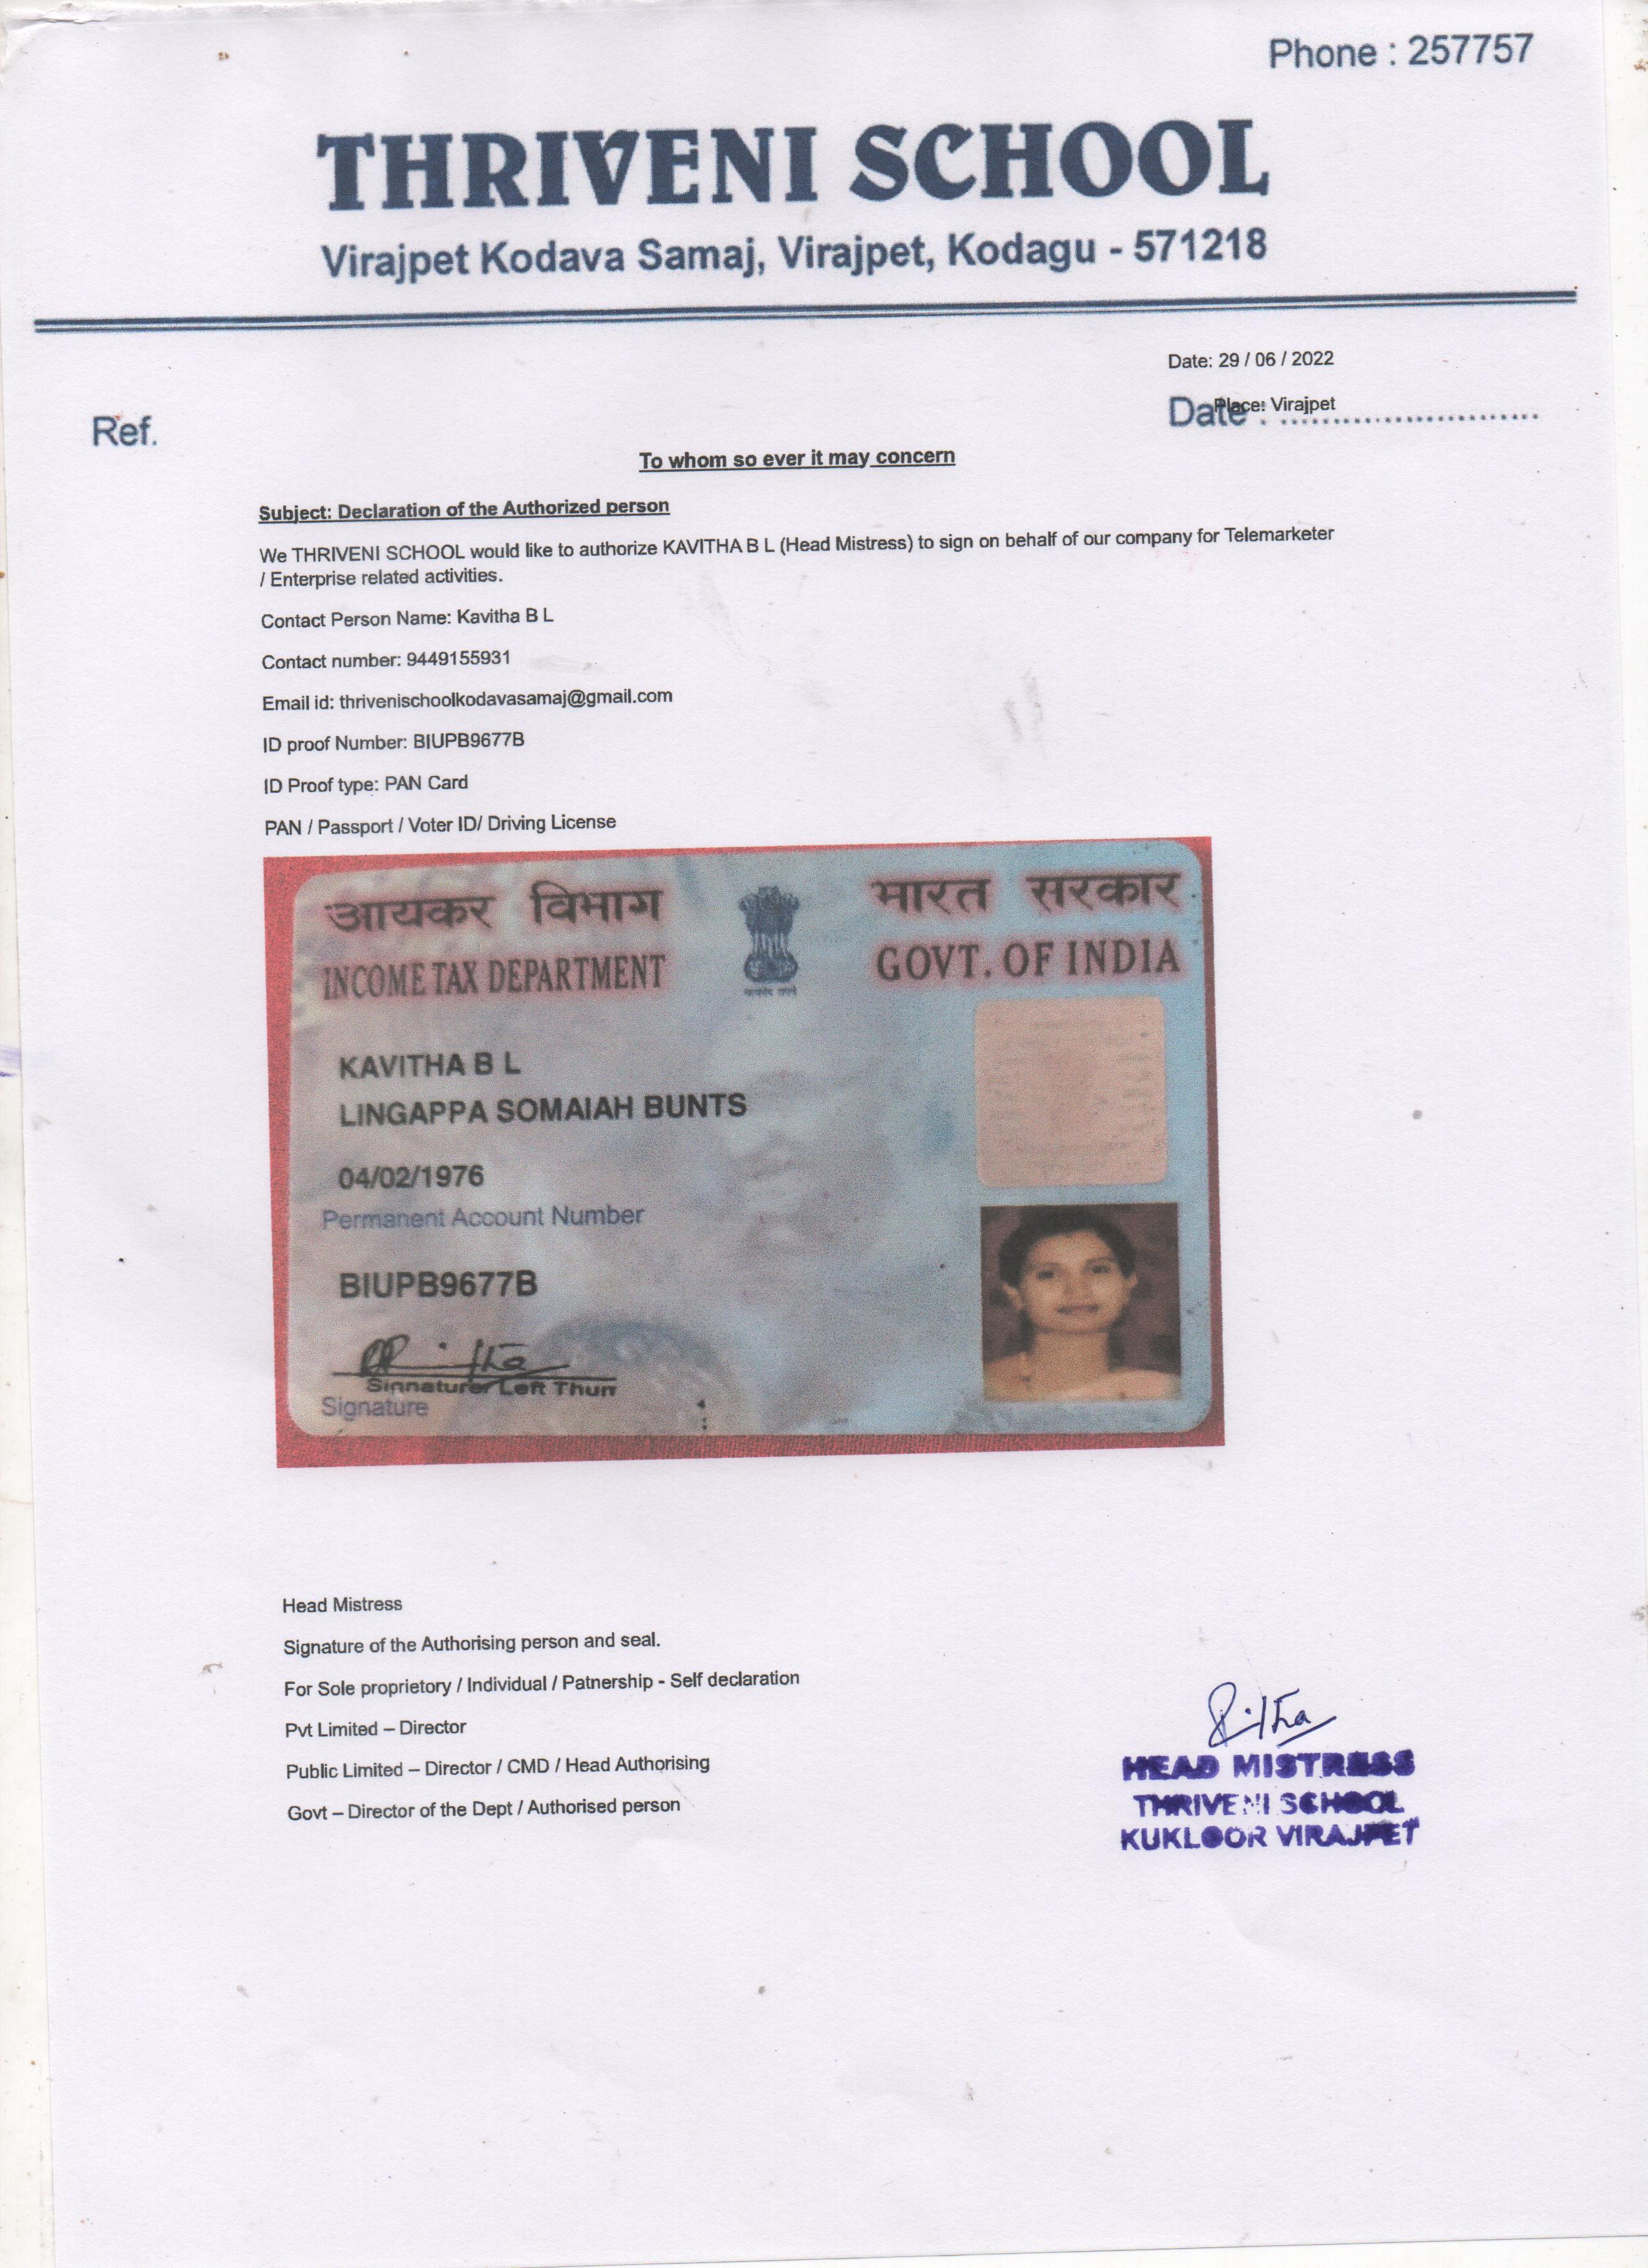 Phone : 257757
THRIVENI SCHOOL
Virajpet Kodava Samaj, Virajpet, Kodagu - 571218
Date: 29 / 06 / 2022
Ref.
Date : ..............................
Place: Virajpet
To whom so ever it may concern
Subject: Declaration of the Authorized person
We THRIVENI SCHOOL would like to authorize KAVITHA B L (Head Mistress) to sign on behalf of our company for Telemarketer
/ Enterprise related activities.
Contact Person Name: Kavitha B L
Contact number: 9449155931
Email id: thrivenischoolkodavasamaj@gmail.com
ID proof Number: BIUPB9677B
ID Proof type: PAN Card
PAN / Passport / Voter ID/ Driving License
आयकर विभाग भारत सरकार
INCOME TAX DEPARTMENT GOVT. OF INDIA
KAVITHA B L
LINGAPPA SOMAIAH BUNTS
04/02/1976
Permanent Account Number
BIUPB9677B
Left Thum
Signature
Head Mistress
Signature of the Authorising person and seal.
For Sole proprietory / Individual / Patnership - Self declaration
Pvt Limited – Director
Public Limited – Director / CMD / Head Authorising
Govt – Director of the Dept / Authorised person
HEAD MISTRESS
THRIVENI SCHOOL
KUKLOOR VIRAJPET